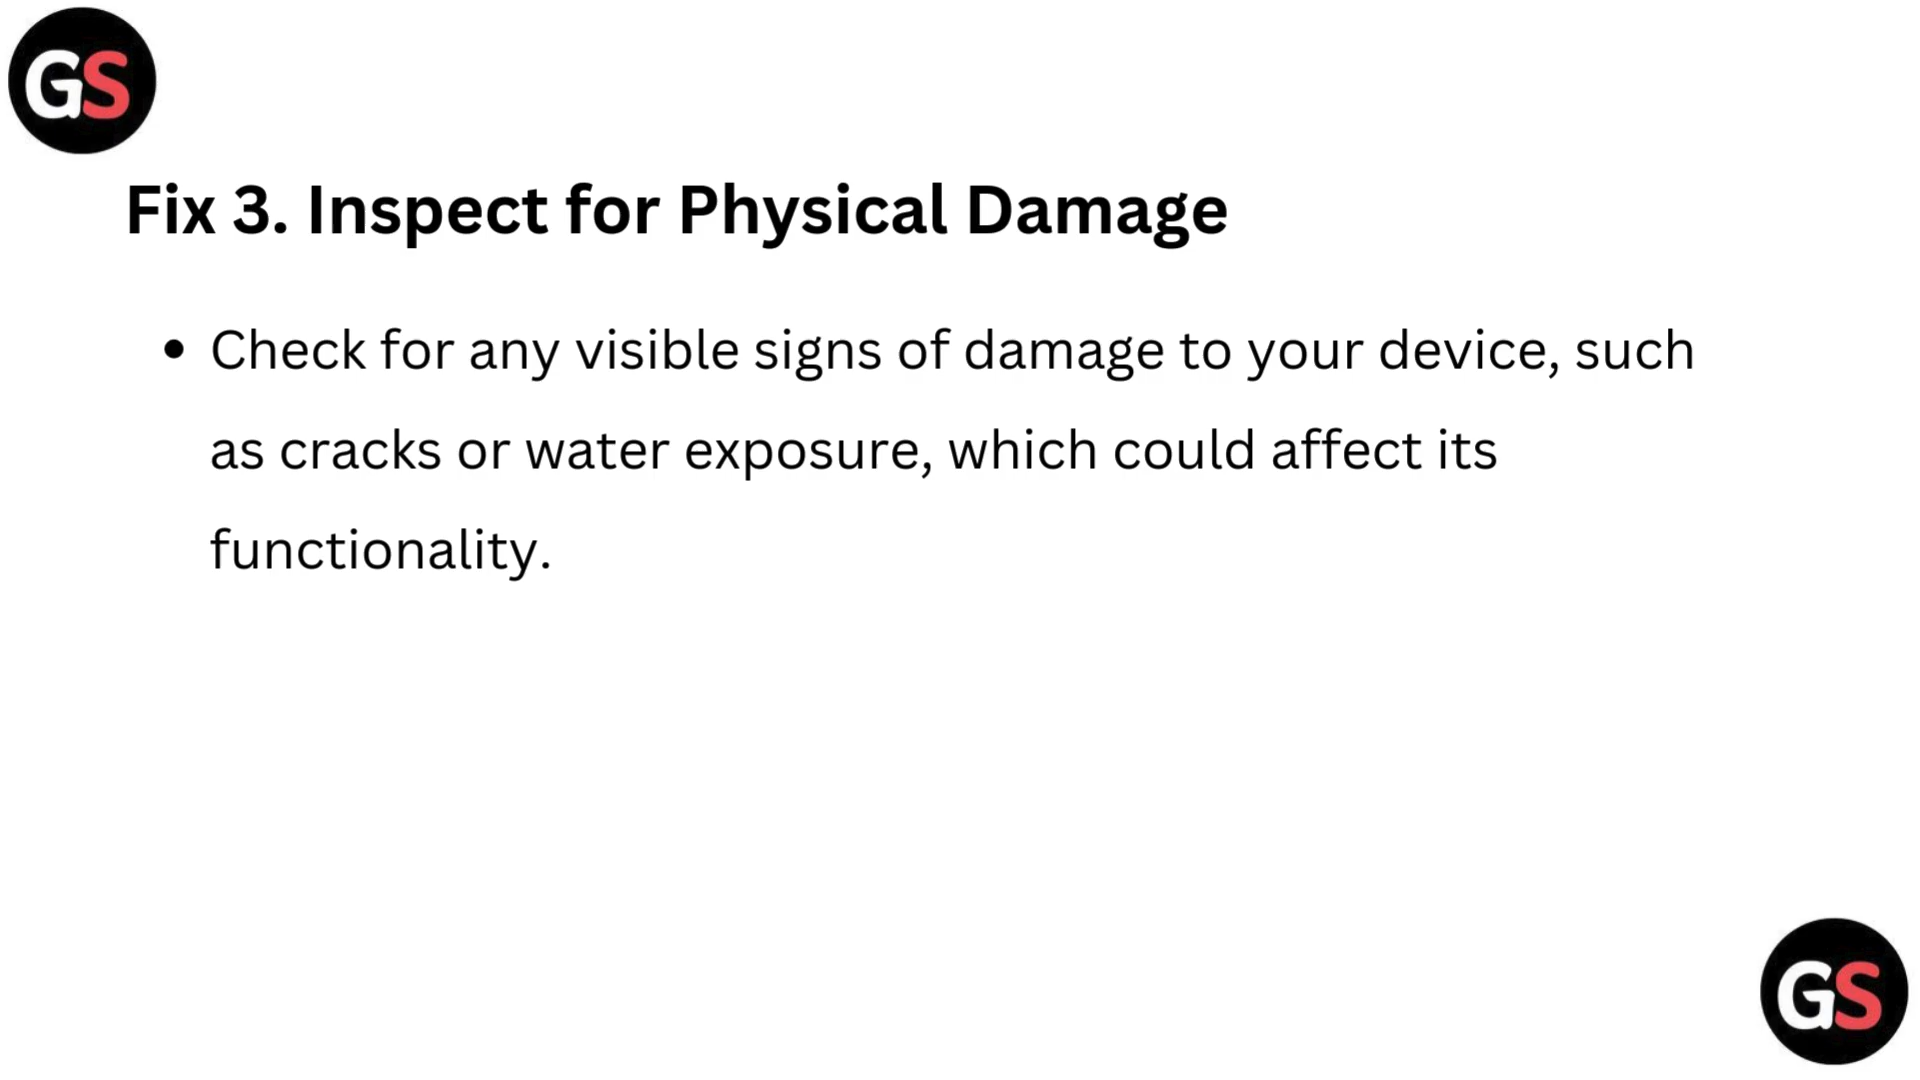 GS
Fix 3. Inspect for Physical Damage
• Check for any visible signs of damage to your device, such
as cracks or water exposure, which could affect its
functionality.
GS